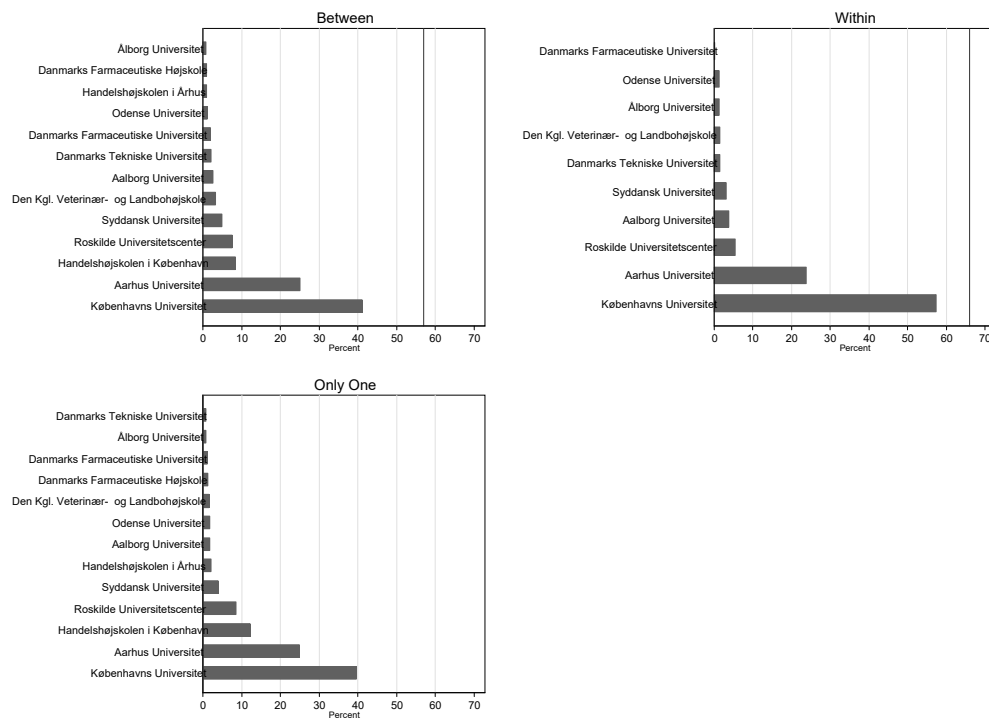 Between
Ålborg Universitet
Danmarks Farmaceutiske Højskole
Handelshøjskolen i Århus
Odense Universitet
Danmarks Farmaceutiske Universitet
Danmarks Tekniske Universitet
Aalborg Universitet
Den Kgl. Veterinær- og Landbohøjskole
Syddansk Universitet
Roskilde Universitetscenter
Handelshøjskolen i København
Aarhus Universitet
Københavns Universitet
0 10 20 30 40 50 60 70
Percent
Within
Danmarks Farmaceutiske Universitet
Odense Universitet
Ålborg Universitet
Den Kgl. Veterinær- og Landbohøjskole
Danmarks Tekniske Universitet
Syddansk Universitet
Aalborg Universitet
Roskilde Universitetscenter
Aarhus Universitet
Københavns Universitet
0 10 20 30 40 50 60 70
Percent
Only One
Danmarks Tekniske Universitet
Ålborg Universitet
Danmarks Farmaceutiske Universitet
Danmarks Farmaceutiske Højskole
Den Kgl. Veterinær- og Landbohøjskole
Odense Universitet
Aalborg Universitet
Handelshøjskolen i Århus
Syddansk Universitet
Roskilde Universitetscenter
Handelshøjskolen i København
Aarhus Universitet
Københavns Universitet
0 10 20 30 40 50 60 70
Percent